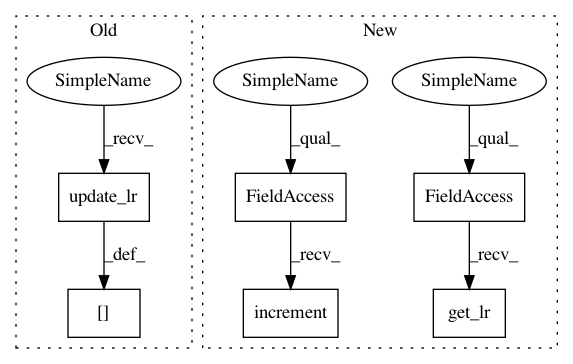 Old
New
SimpleName
SimpleName
SimpleName
_recv_
_qual_
_qual_
update_lr
FieldAccess
FieldAccess
_def_
_recv_
_recv_
[]
increment
get_lr